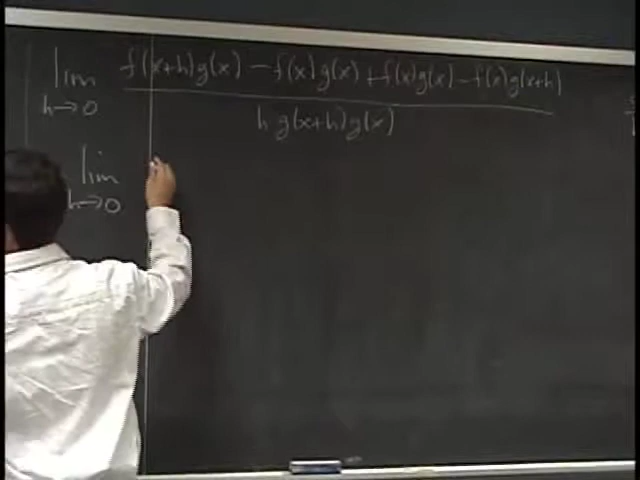 lim f(x+h)g(x) - f(x)g(x) + f(x)g(x) - f(x)g(x+h)
h→0 h g(x+h)g(x)
lim
h→0